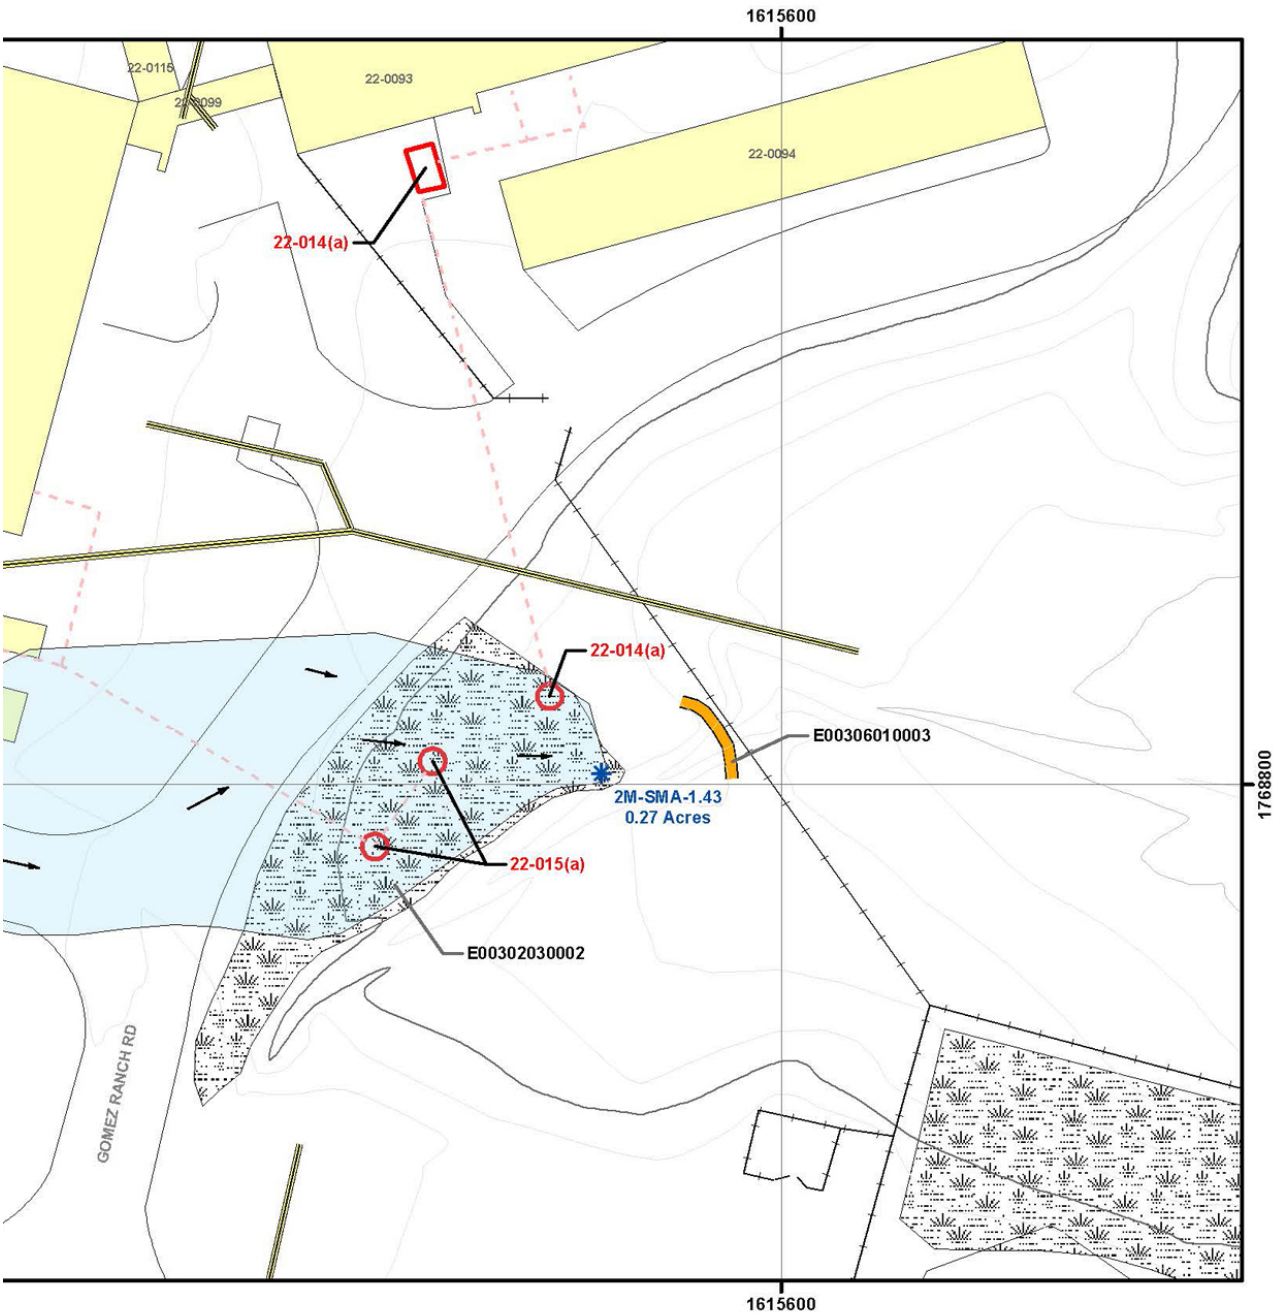 1615600
22-0115
22-0093
22-0099
22-0094
22-014(a)
22-014(a)
E00306010003
1768800
2M-SMA-1.43
0.27 Acres
22-015(a)
E00302030002
GOMEZ RANCH RD
1615600